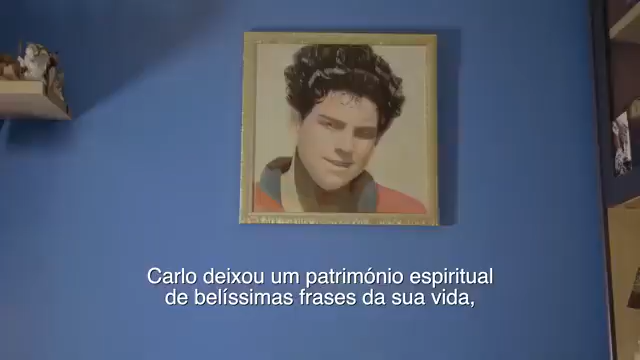 Carlo deixou um património espiritual
de belíssimas frases da sua vida,